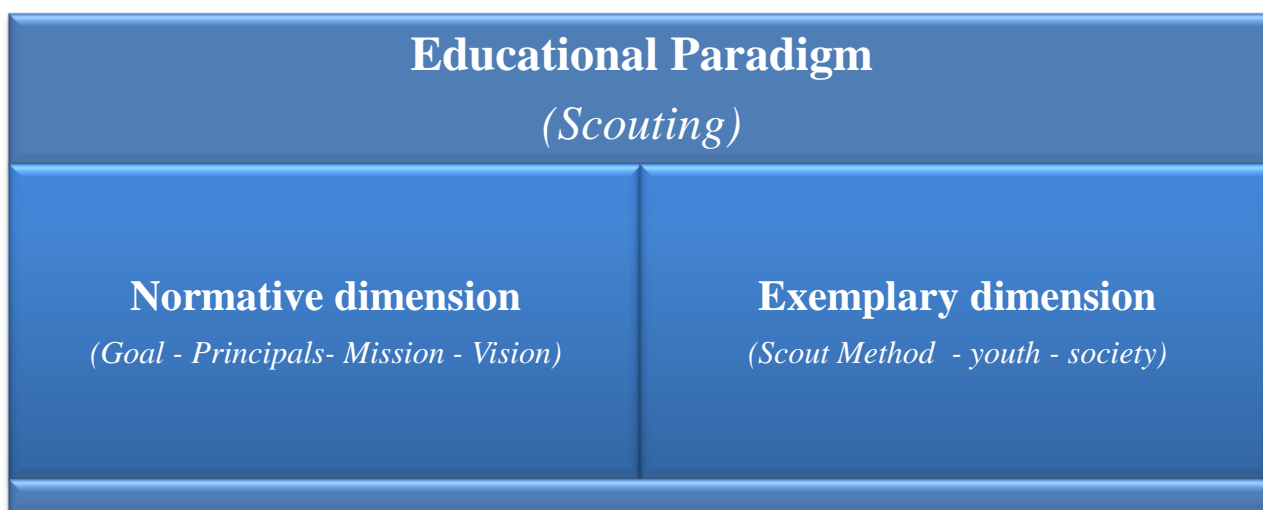 Educational Paradigm
(Scouting)
Normative dimension
(Goal - Principals- Mission - Vision)
Exemplary dimension
(Scout Method - youth - society)